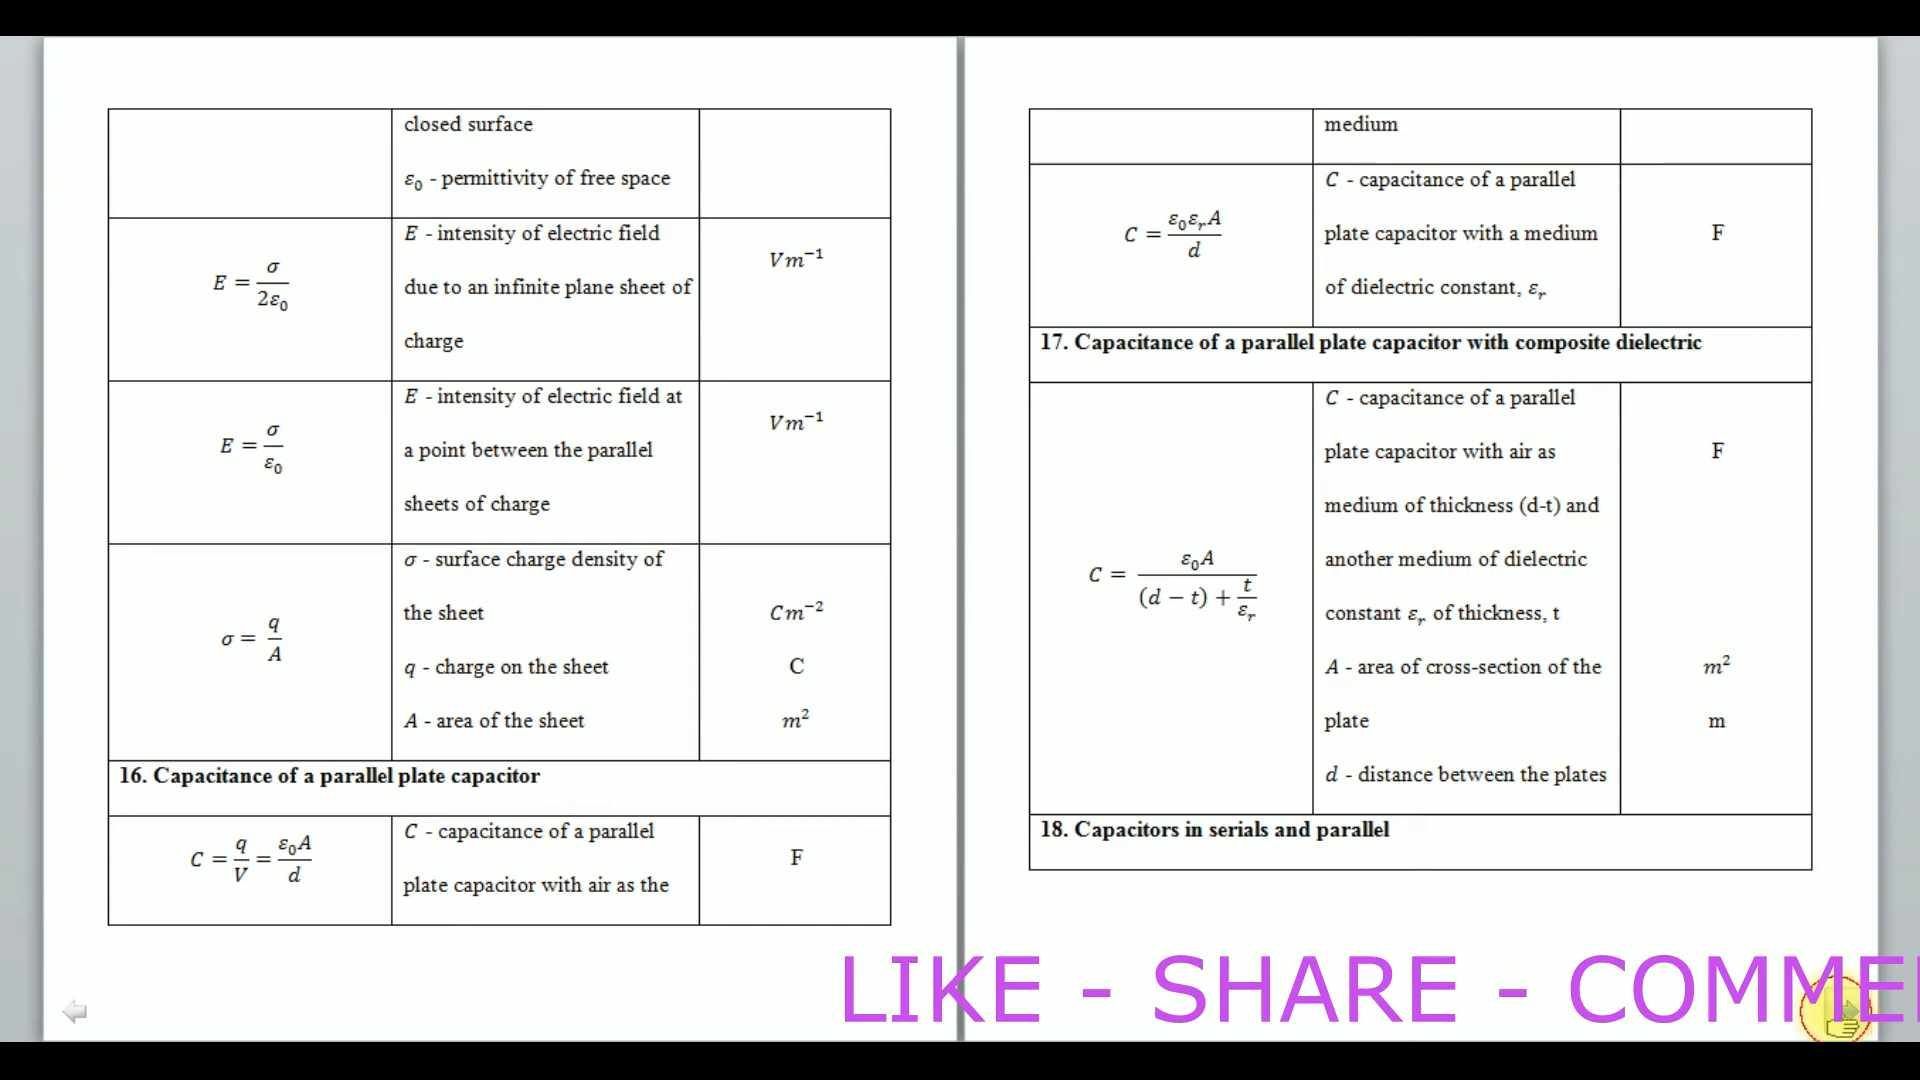 closed surface
ε₀ - permittivity of free space
E = σ / 2ε₀
E - intensity of electric field
due to an infinite plane sheet of
charge
Vm⁻¹
E = σ / ε₀
E - intensity of electric field at
a point between the parallel
sheets of charge
Vm⁻¹
σ = q / A
σ - surface charge density of
the sheet
q - charge on the sheet
A - area of the sheet
Cm⁻²
C
m²
16. Capacitance of a parallel plate capacitor
C = q / V = ε₀A / d
C - capacitance of a parallel
plate capacitor with air as the
F
medium
C = ε₀εᵣA / d
C - capacitance of a parallel
plate capacitor with a medium
of dielectric constant, εᵣ
F
17. Capacitance of a parallel plate capacitor with composite dielectric
C = ε₀A / ((d − t) + t / εᵣ)
C - capacitance of a parallel
plate capacitor with air as
medium of thickness (d-t) and
another medium of dielectric
constant εᵣ of thickness, t
A - area of cross-section of the
plate
d - distance between the plates
F
m²
m
18. Capacitors in serials and parallel
LIKE - SHARE - COMME